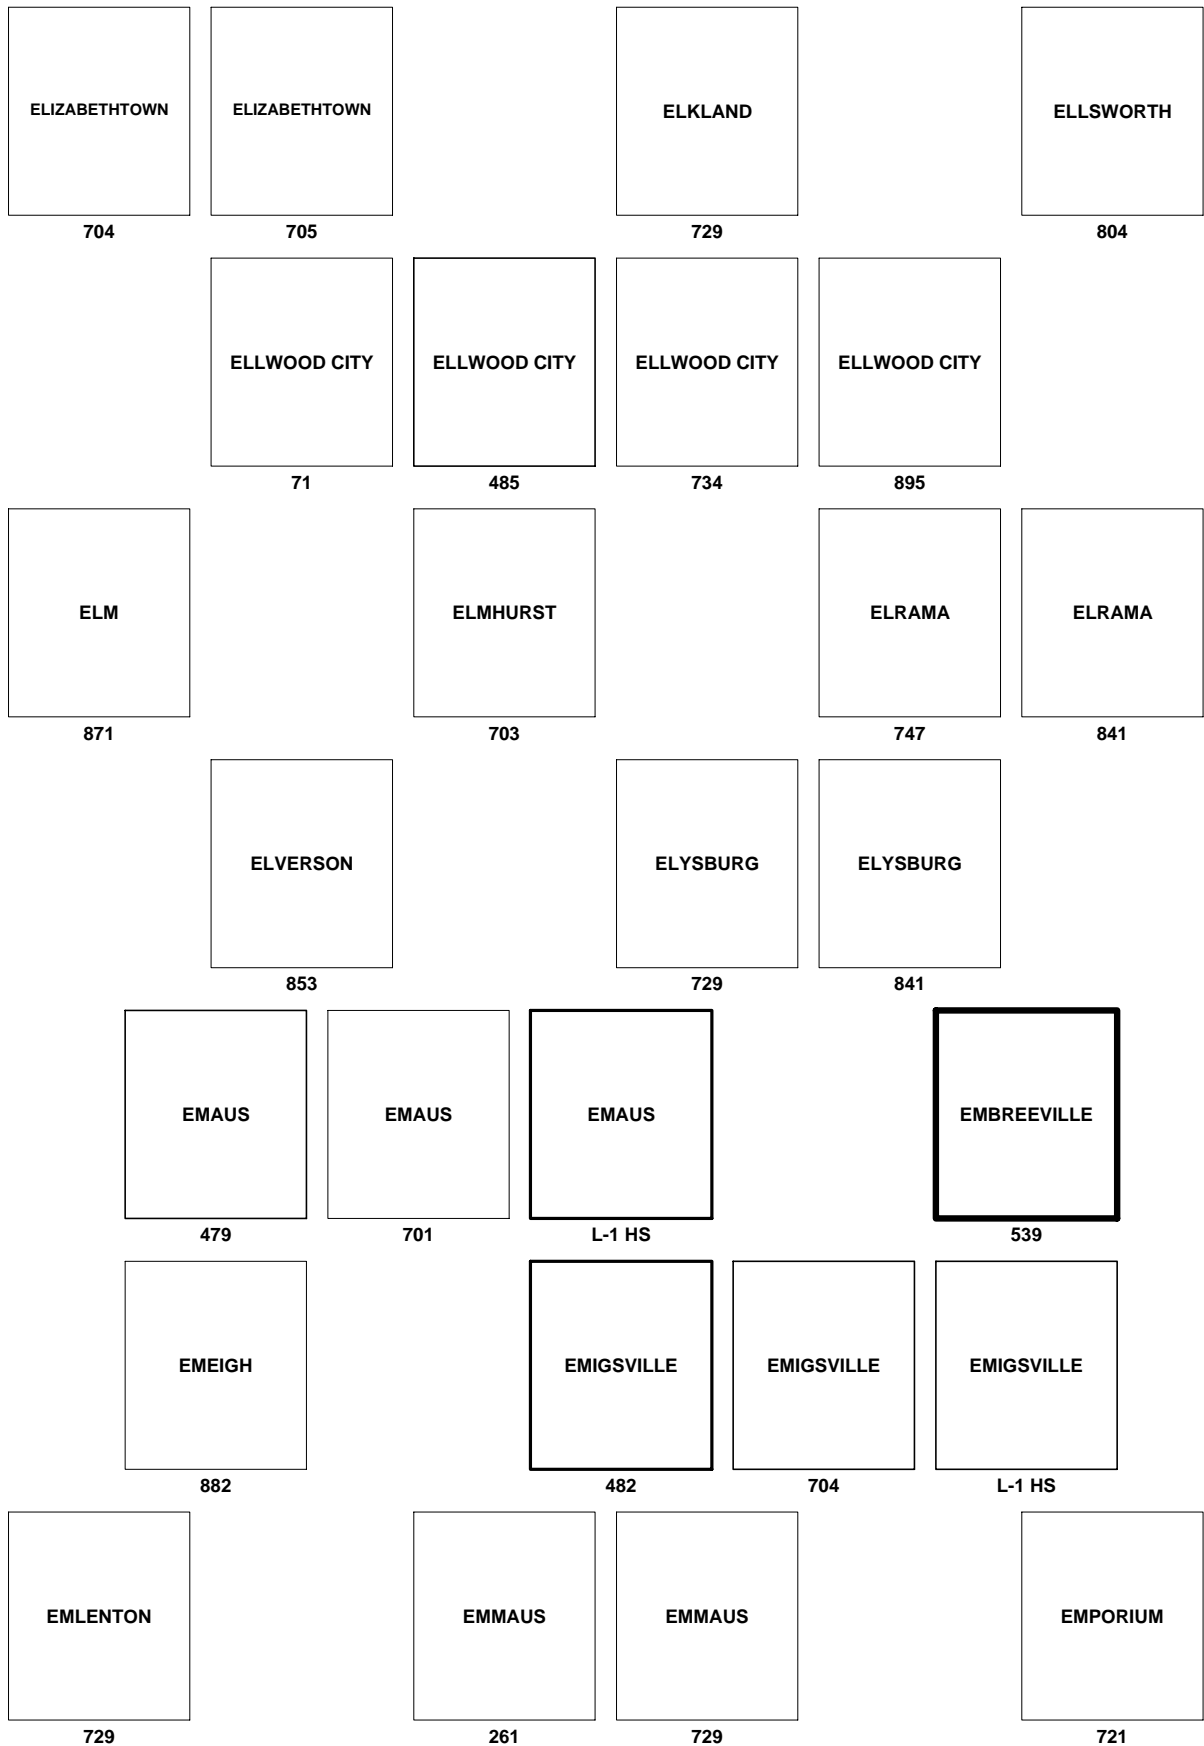 ELIZABETHTOWN ELIZABETHTOWN ELKLAND ELLSWORTH
704 705 729 804
ELLWOOD CITY ELLWOOD CITY ELLWOOD CITY ELLWOOD CITY
71 485 734 895
ELM ELMHURST ELRAMA ELRAMA
871 703 747 841
ELVERSON ELYSBURG ELYSBURG
853 729 841
EMAUS EMAUS EMAUS EMBREEVILLE
479 701 L-1 HS 539
EMEIGH EMIGSVILLE EMIGSVILLE EMIGSVILLE
882 482 704 L-1 HS
EMLENTON EMMAUS EMMAUS EMPORIUM
729 261 729 721